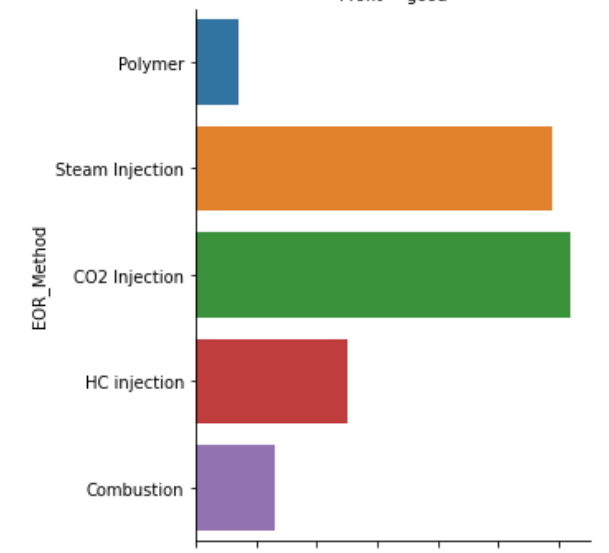 Polymer
Steam Injection
CO2 Injection
HC injection
Combustion
EOR_Method